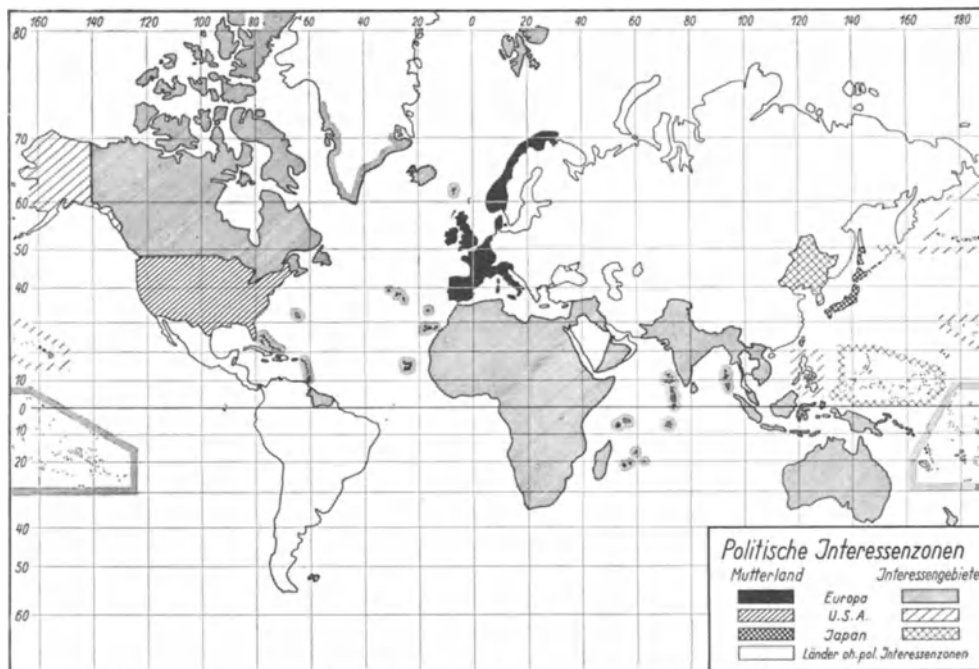 160 140 120 100 80 60 40 20 0 20 40 60 80 100 120 140 160 180
80
70
60
50
40
10
0
10
20
30
40
50
60
Politische Interessenzonen
Mutterland Interessengebiete
Europa
U.S.A.
Japan
Länder oh. pol. Interessenzonen